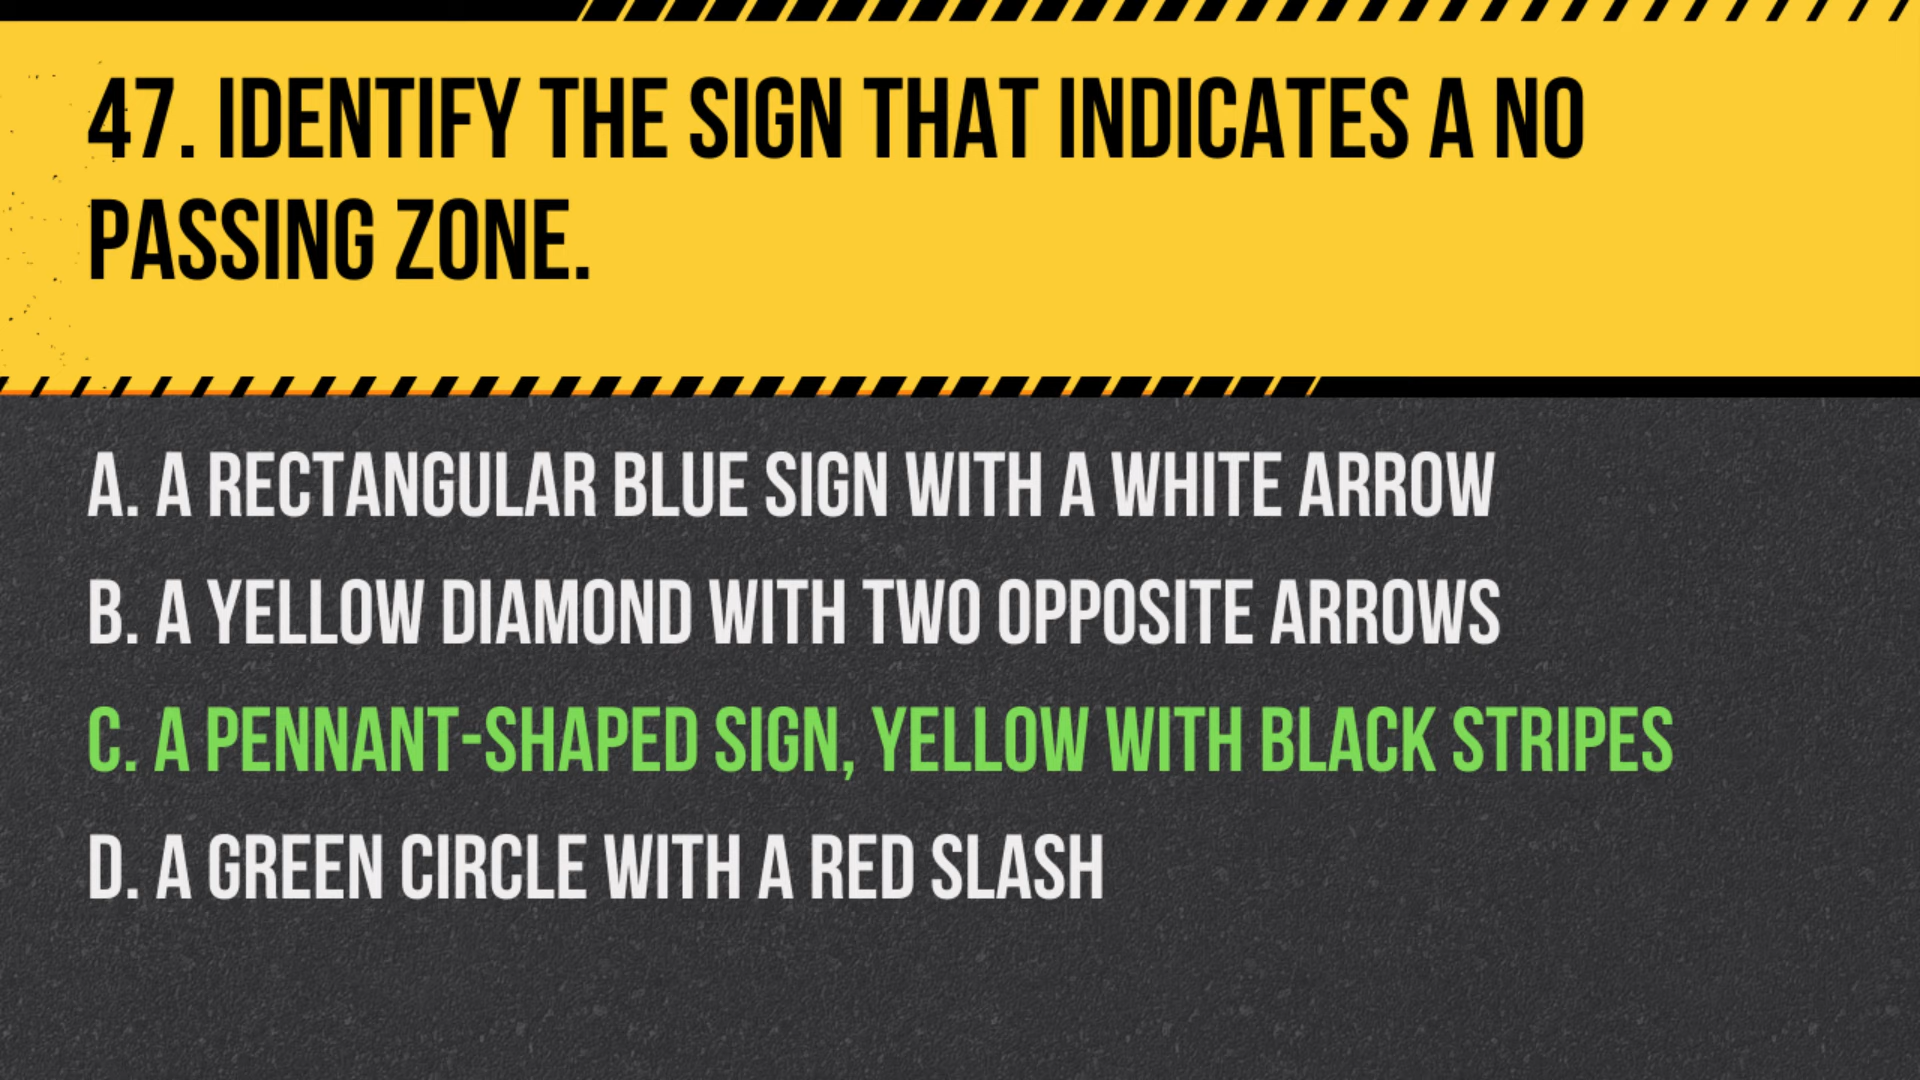 47. IDENTIFY THE SIGN THAT INDICATES A NO
PASSING ZONE.
A. A RECTANGULAR BLUE SIGN WITH A WHITE ARROW
B. A YELLOW DIAMOND WITH TWO OPPOSITE ARROWS
C. A PENNANT-SHAPED SIGN, YELLOW WITH BLACK STRIPES
D. A GREEN CIRCLE WITH A RED SLASH